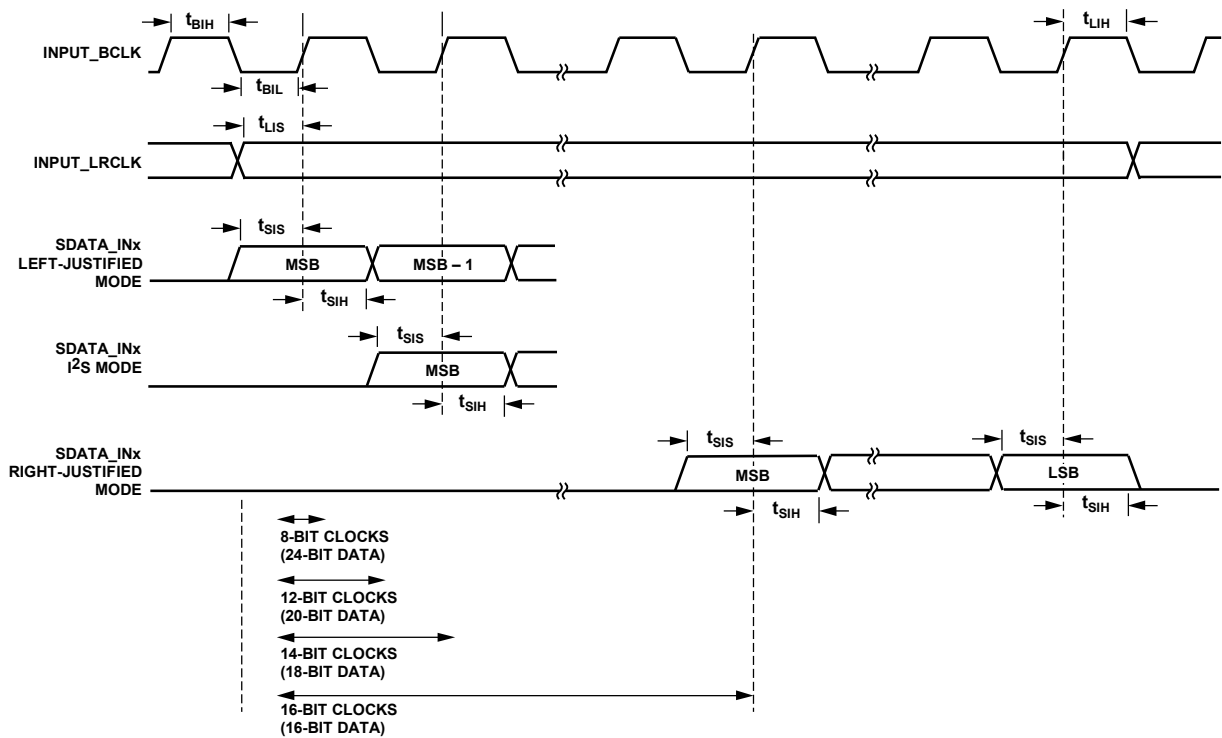 tBIH
tLIH
INPUT_BCLK
tBIL
tLIS
INPUT_LRCLK
tSIS
SDATA_INx
LEFT-JUSTIFIED
MODE
MSB
MSB – 1
tSIH
tSIS
SDATA_INx
I²S MODE
MSB
tSIH
tSIS
tSIS
SDATA_INx
RIGHT-JUSTIFIED
MODE
MSB
LSB
tSIH
tSIH
8-BIT CLOCKS
(24-BIT DATA)
12-BIT CLOCKS
(20-BIT DATA)
14-BIT CLOCKS
(18-BIT DATA)
16-BIT CLOCKS
(16-BIT DATA)